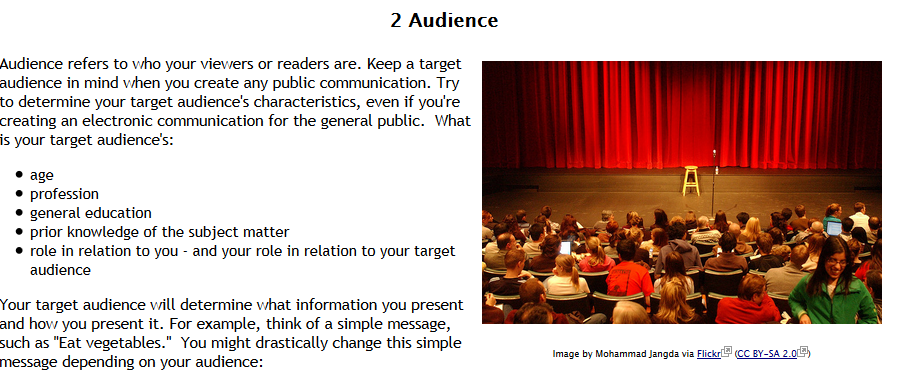 2 Audience
Audience refers to who your viewers or readers are. Keep a target
audience in mind when you create any public communication. Try
to determine your target audience's characteristics, even if you're
creating an electronic communication for the general public.  What
is your target audience's:
• age
• profession
• general education
• prior knowledge of the subject matter
• role in relation to you - and your role in relation to your target
audience
Your target audience will determine what information you present
and how you present it. For example, think of a simple message,
such as "Eat vegetables."  You might drastically change this simple
message depending on your audience:
Image by Mohammad Jangda via Flickr (CC BY-SA 2.0)